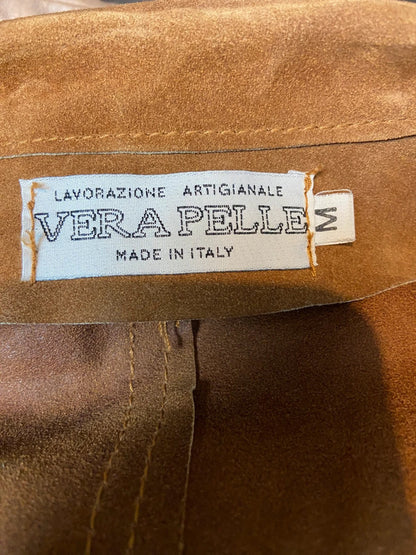 LAVORAZIONE ARTIGIANALE
VERA PELLE
MADE IN ITALY
M